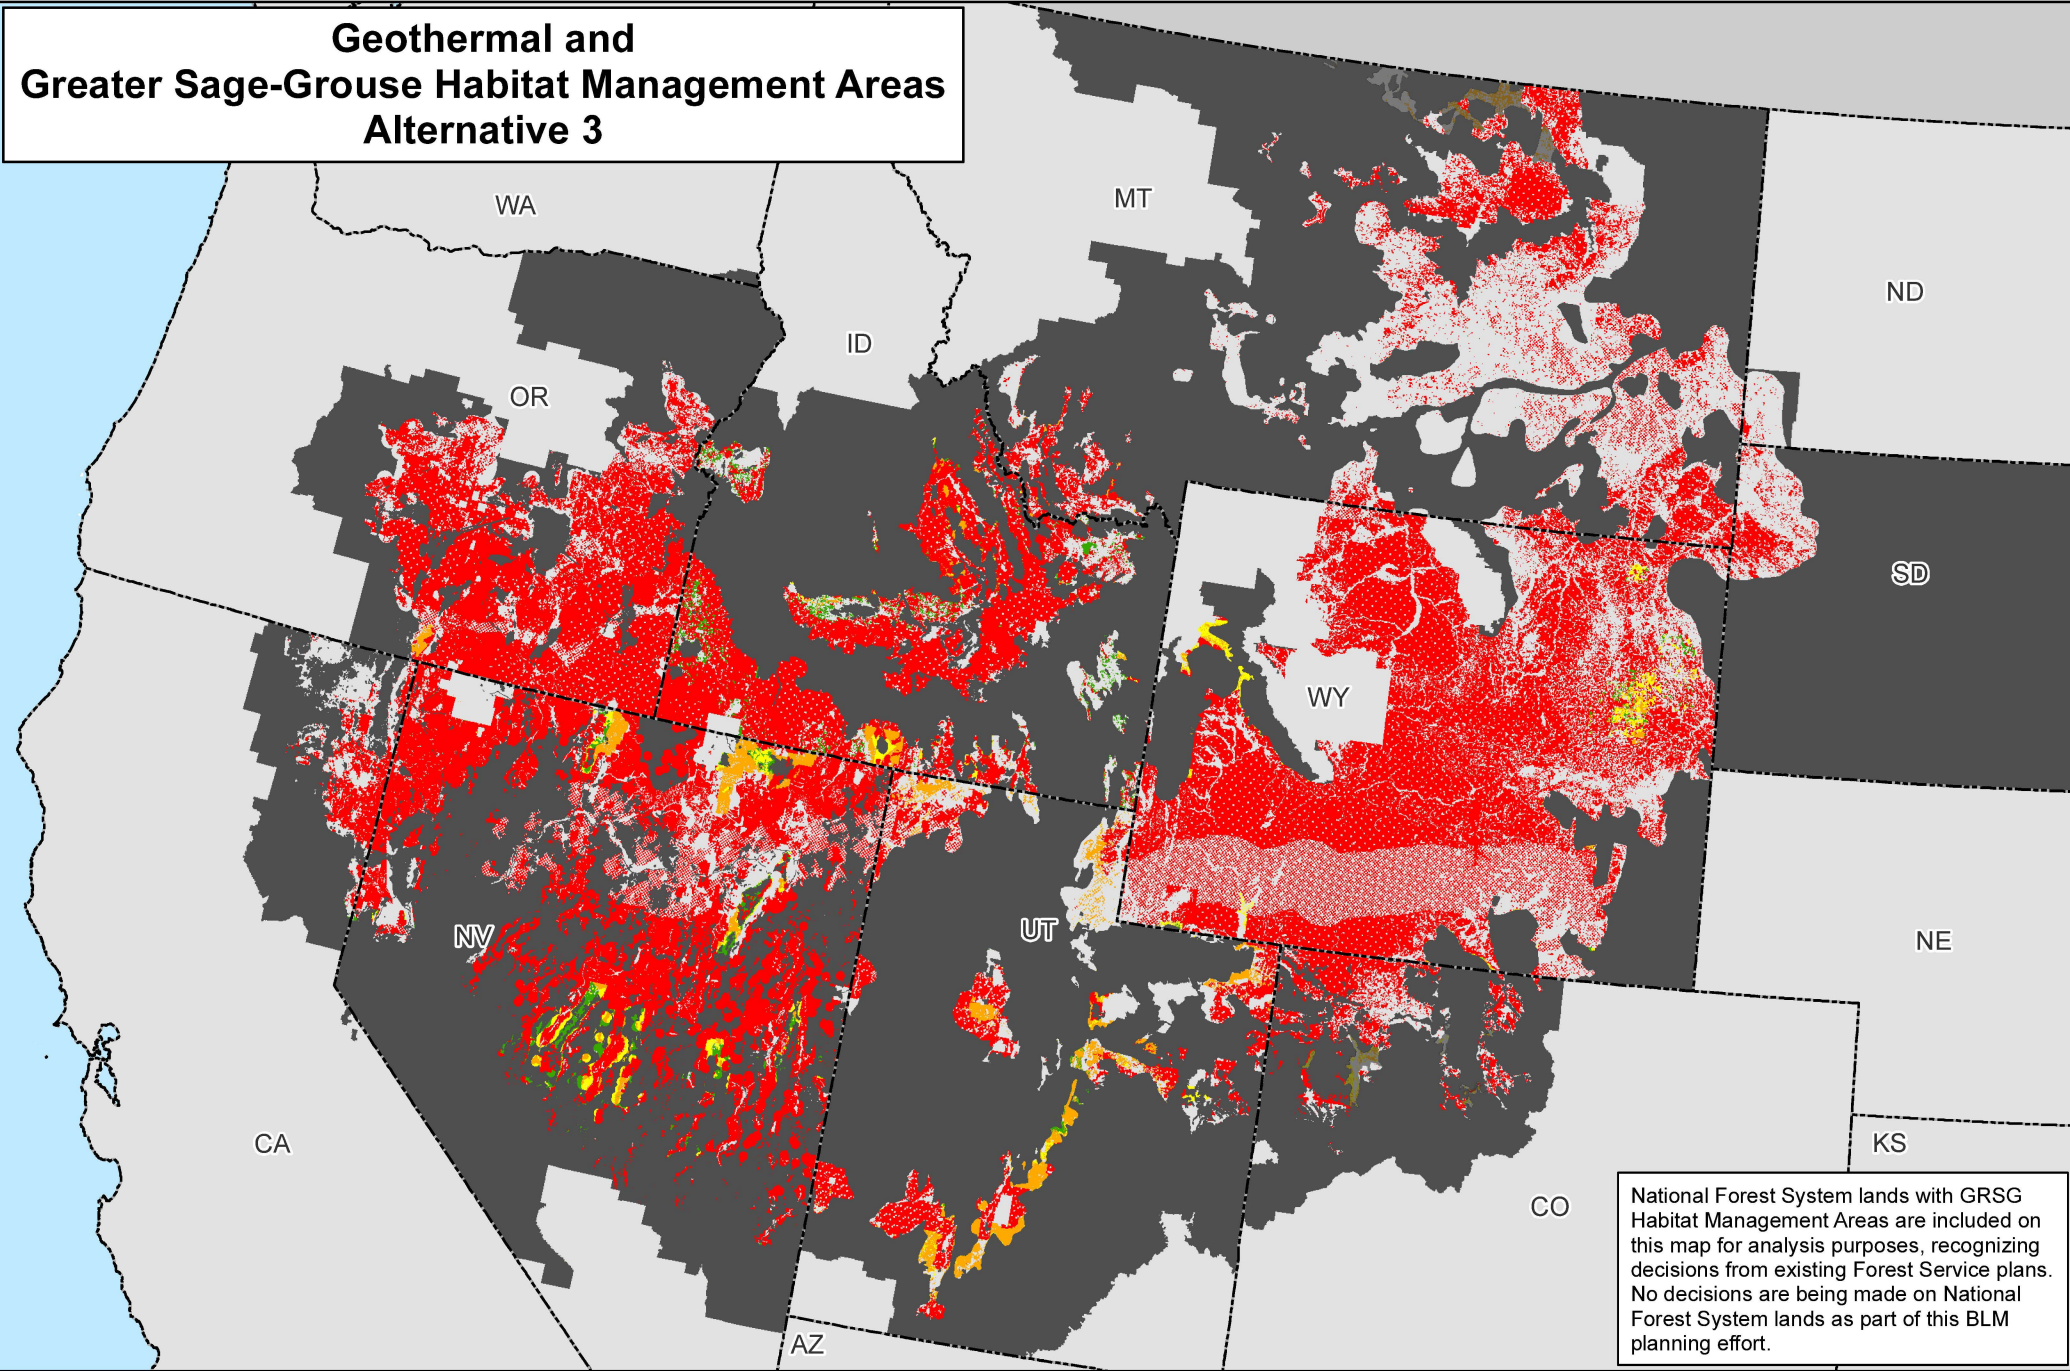 Geothermal and
Greater Sage-Grouse Habitat Management Areas
Alternative 3
WA
MT
ND
ID
OR
SD
WY
NV
UT
NE
CA
KS
CO
AZ
National Forest System lands with GRSG
Habitat Management Areas are included on
this map for analysis purposes, recognizing
decisions from existing Forest Service plans.
No decisions are being made on National
Forest System lands as part of this BLM
planning effort.